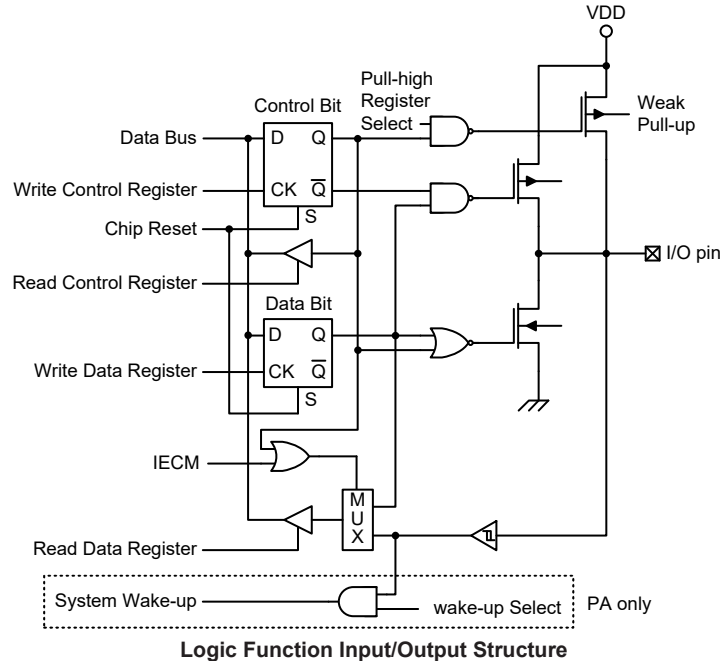 VDD
Pull-high
Register
Select
Control Bit
Weak
Pull-up
Data Bus
D
Q
Write Control Register
CK
Q̅
S
Chip Reset
I/O pin
Read Control Register
Data Bit
D
Q
Write Data Register
CK
Q̅
S
IECM
M
U
X
Read Data Register
System Wake-up
wake-up Select
PA only
Logic Function Input/Output Structure